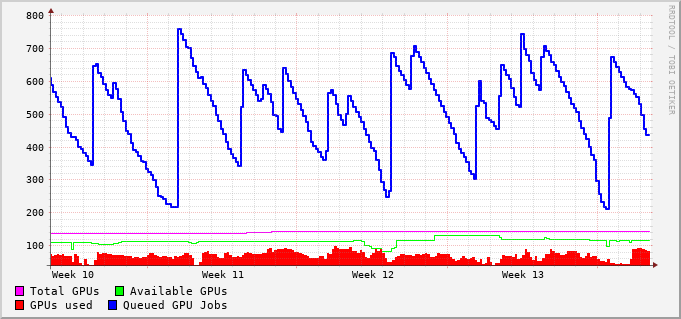 800
700
600
500
400
300
200
100
Week 10 Week 11 Week 12 Week 13
Total GPUs Available GPUs
GPUs used Queued GPU Jobs
RRDTOOL / TOBI OETIKER